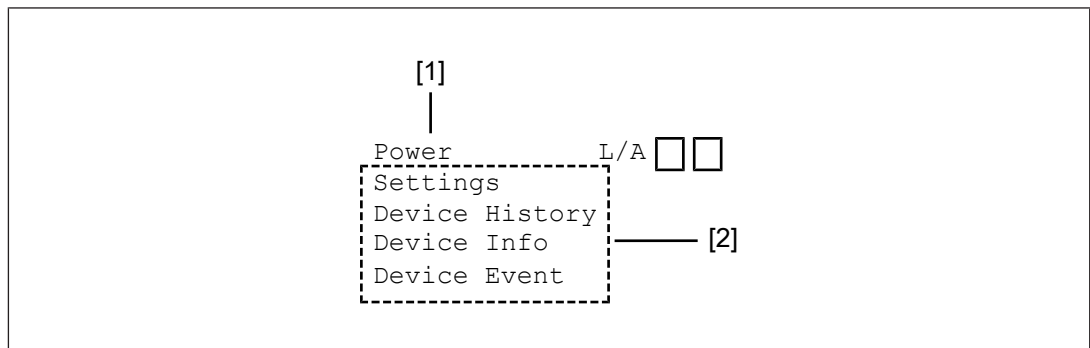 [1]
Power L/A
Settings
Device History
Device Info
[2]
Device Event